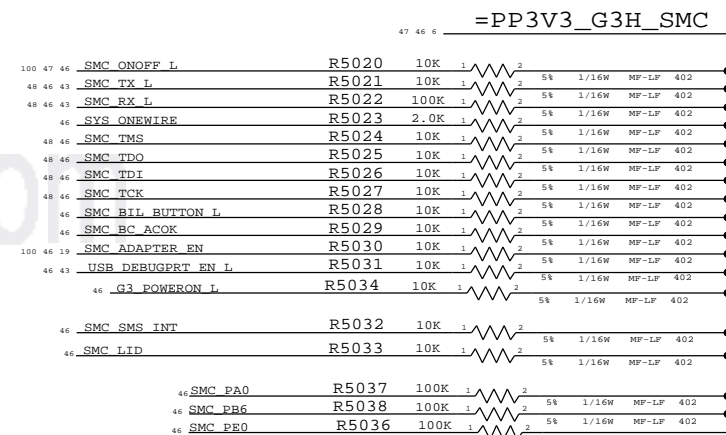 =PP3V3_G3H_SMC
47 46 6
100 47 46 SMC_ONOFF_L R5020 10K 1 2 5% 1/16W MF-LF 402
48 46 43 SMC_TX_L R5021 10K 1 2 5% 1/16W MF-LF 402
48 46 43 SMC_RX_L R5022 100K 1 2 5% 1/16W MF-LF 402
46 SYS_ONEWIRE R5023 2.0K 1 2 5% 1/16W MF-LF 402
48 46 SMC_TMS R5024 10K 1 2 5% 1/16W MF-LF 402
48 46 SMC_TDO R5025 10K 1 2 5% 1/16W MF-LF 402
48 46 SMC_TDI R5026 10K 1 2 5% 1/16W MF-LF 402
48 46 SMC_TCK R5027 10K 1 2 5% 1/16W MF-LF 402
46 SMC_BIL_BUTTON_L R5028 10K 1 2 5% 1/16W MF-LF 402
46 SMC_BC_ACOK R5029 10K 1 2 5% 1/16W MF-LF 402
100 46 19 SMC_ADAPTER_EN R5030 10K 1 2 5% 1/16W MF-LF 402
46 43 USB_DEBUGPRT_EN_L R5031 10K 1 2 5% 1/16W MF-LF 402
46 G3_POWERON_L R5034 10K 1 2 5% 1/16W MF-LF 402
46 SMC_SMS_INT R5032 10K 1 2 5% 1/16W MF-LF 402
46 SMC_LID R5033 10K 1 2 5% 1/16W MF-LF 402
46 SMC_PA0 R5037 100K 1 2 5% 1/16W MF-LF 402
46 SMC_PB6 R5038 100K 1 2 5% 1/16W MF-LF 402
46 SMC_PE0 R5036 100K 1 2
om